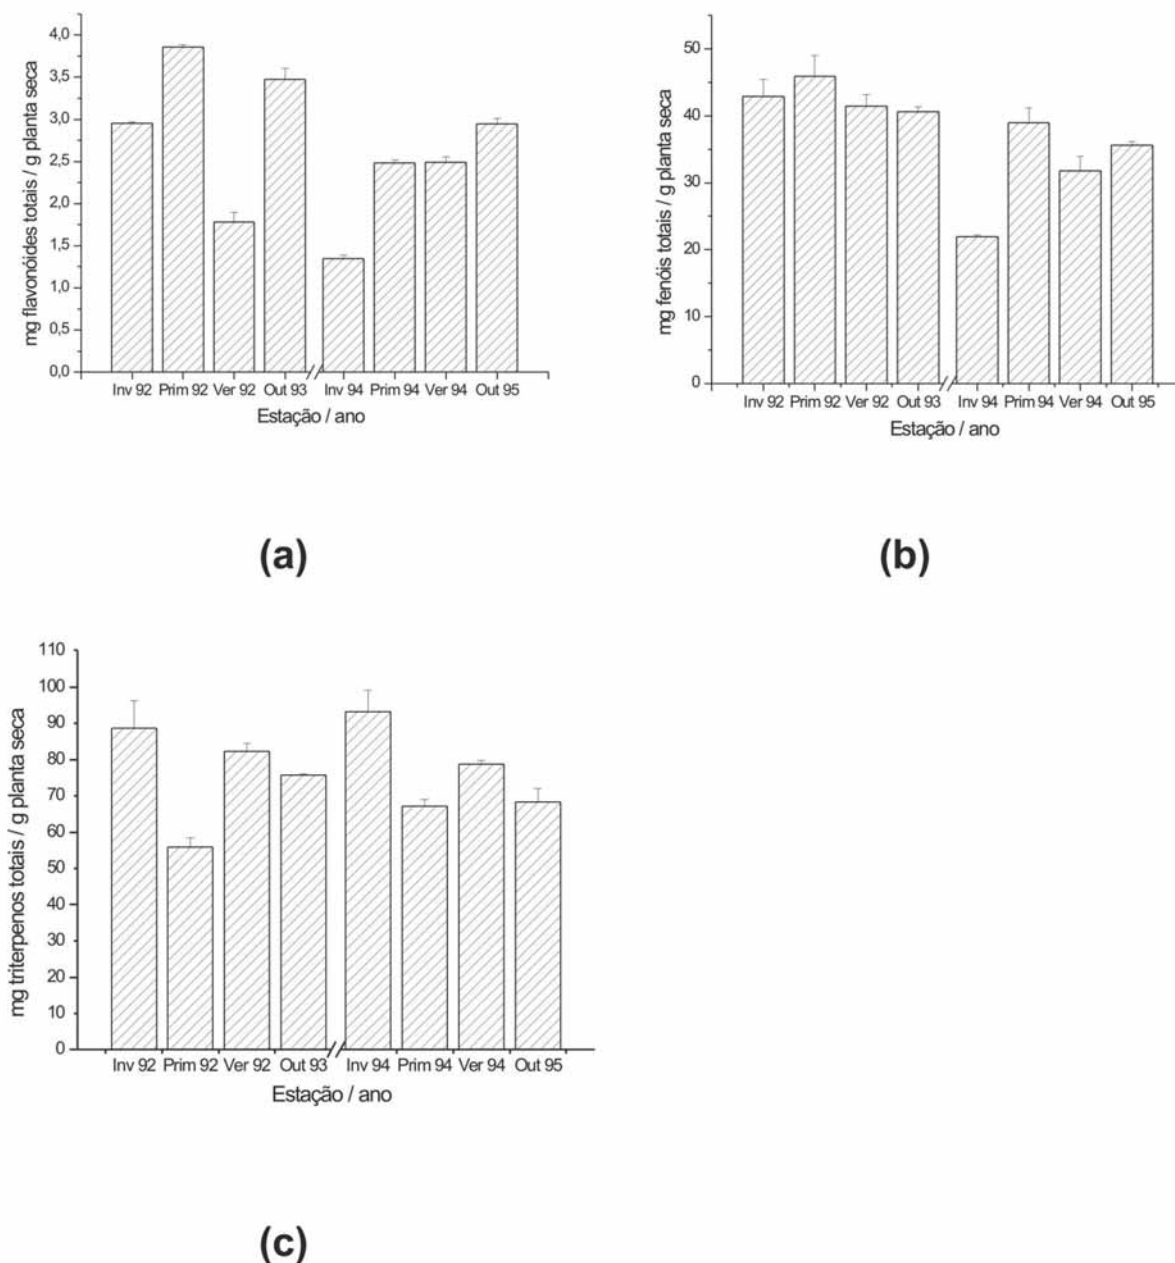 mg flavonóides totais / g planta seca
4,0
3,5
3,0
2,5
2,0
1,5
1,0
0,5
0,0
Inv 92 Prim 92 Ver 92 Out 93 Inv 94 Prim 94 Ver 94 Out 95
Estação / ano
(a)
mg fenóis totais / g planta seca
50
40
30
20
10
0
Inv 92 Prim 92 Ver 92 Out 93 Inv 94 Prim 94 Ver 94 Out 95
Estação / ano
(b)
mg triterpenos totais / g planta seca
110
100
90
80
70
60
50
40
30
20
10
0
Inv 92 Prim 92 Ver 92 Out 93 Inv 94 Prim 94 Ver 94 Out 95
Estação / ano
(c)